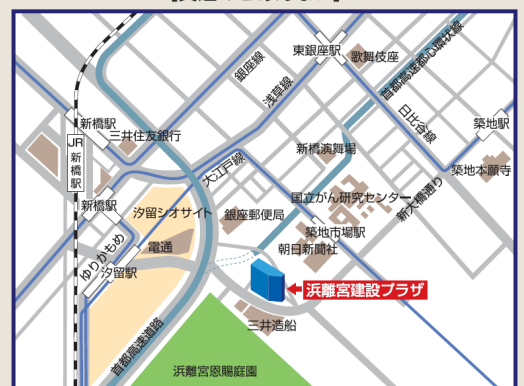 東銀座駅
歌舞伎座
首都高速都心環状線
銀座線
浅草線
日比谷線
築地駅
新橋駅
三井住友銀行
JR新橋駅
新橋演舞場
築地本願寺
大江戸線
国立がん研究センター
新大橋通り
新橋駅
汐留シオサイト
銀座郵便局
築地市場駅
電通
朝日新聞社
ゆりかもめ
汐留駅
浜離宮建設プラザ
三井造船
首都高速道路
浜離宮恩賜庭園